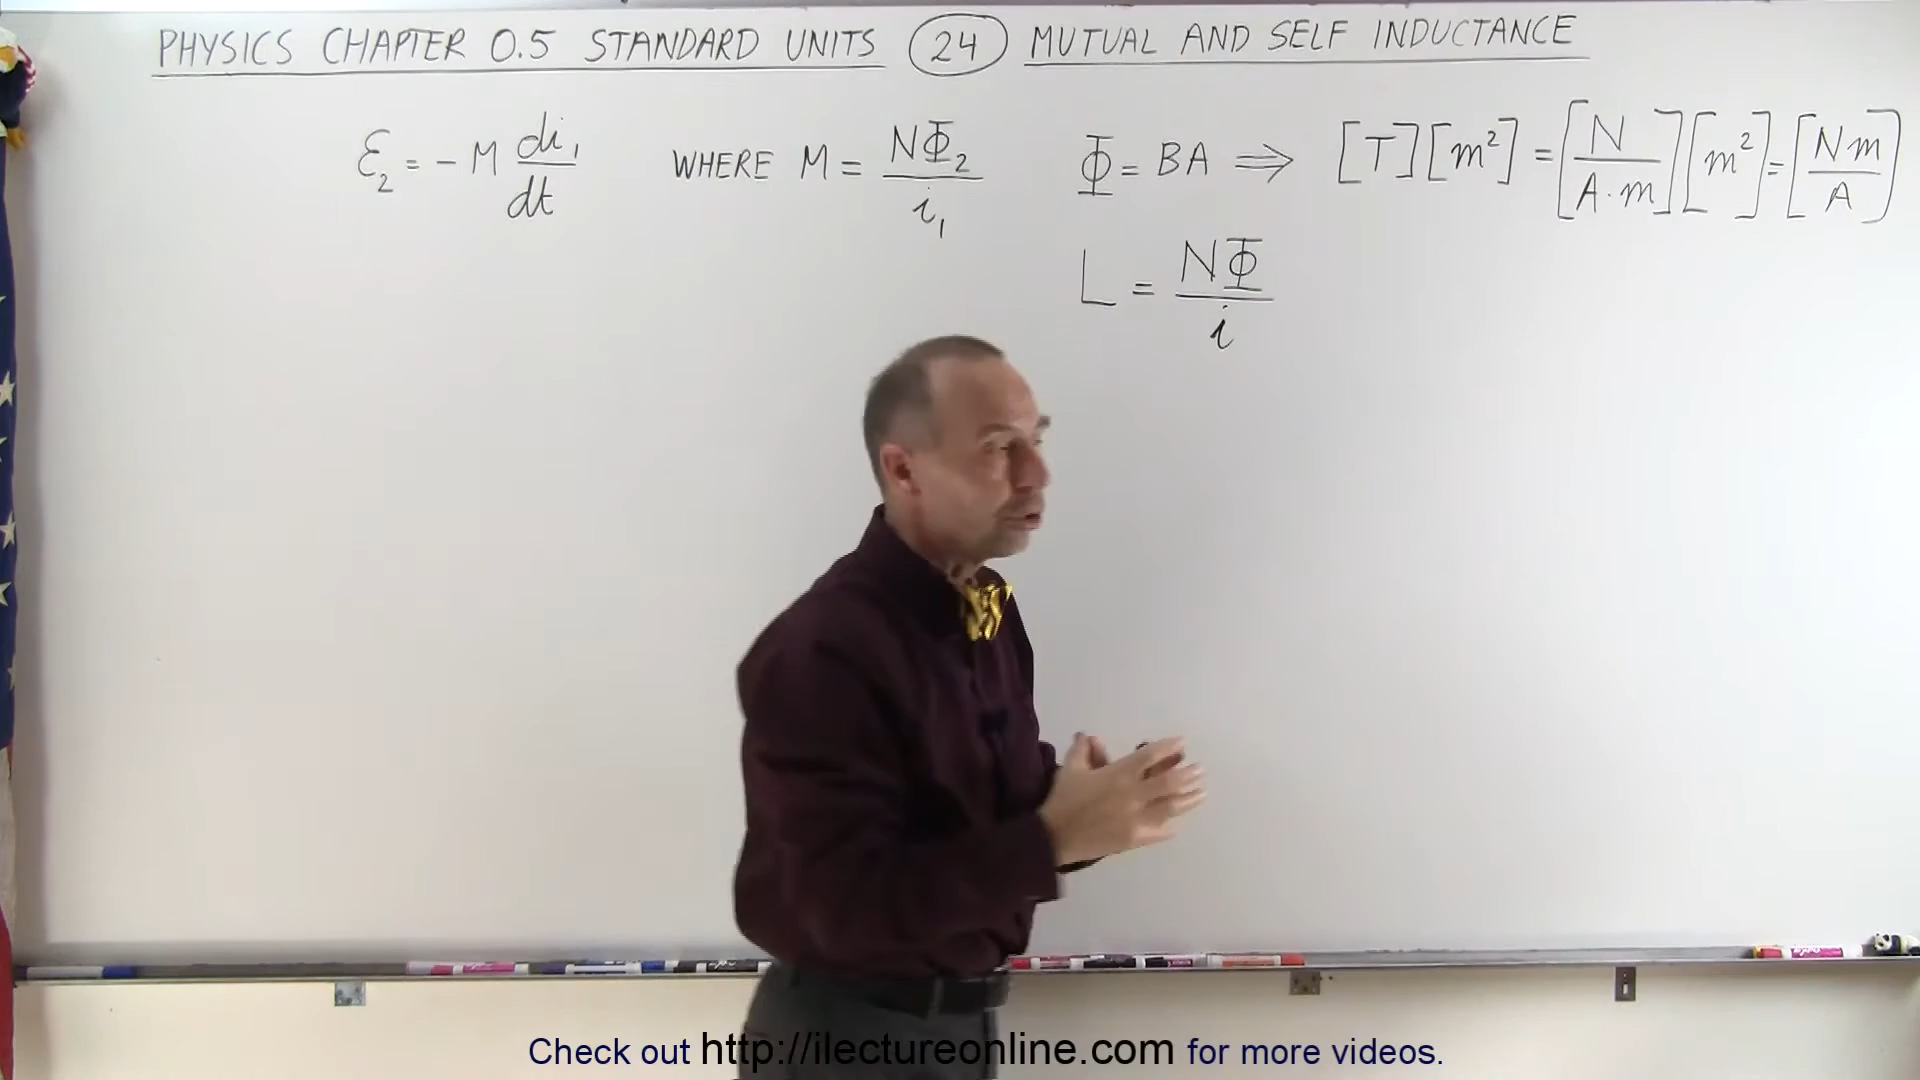 PHYSICS CHAPTER 0.5 STANDARD UNITS 24 MUTUAL AND SELF INDUCTANCE
ℰ₂ = - M di₁/dt WHERE M = NΦ₂/i₁ Φ = BA ⇒ [T][m²] = [N/A·m][m²] = [Nm/A]
L = NΦ/i
Check out http://ilectureonline.com for more videos.